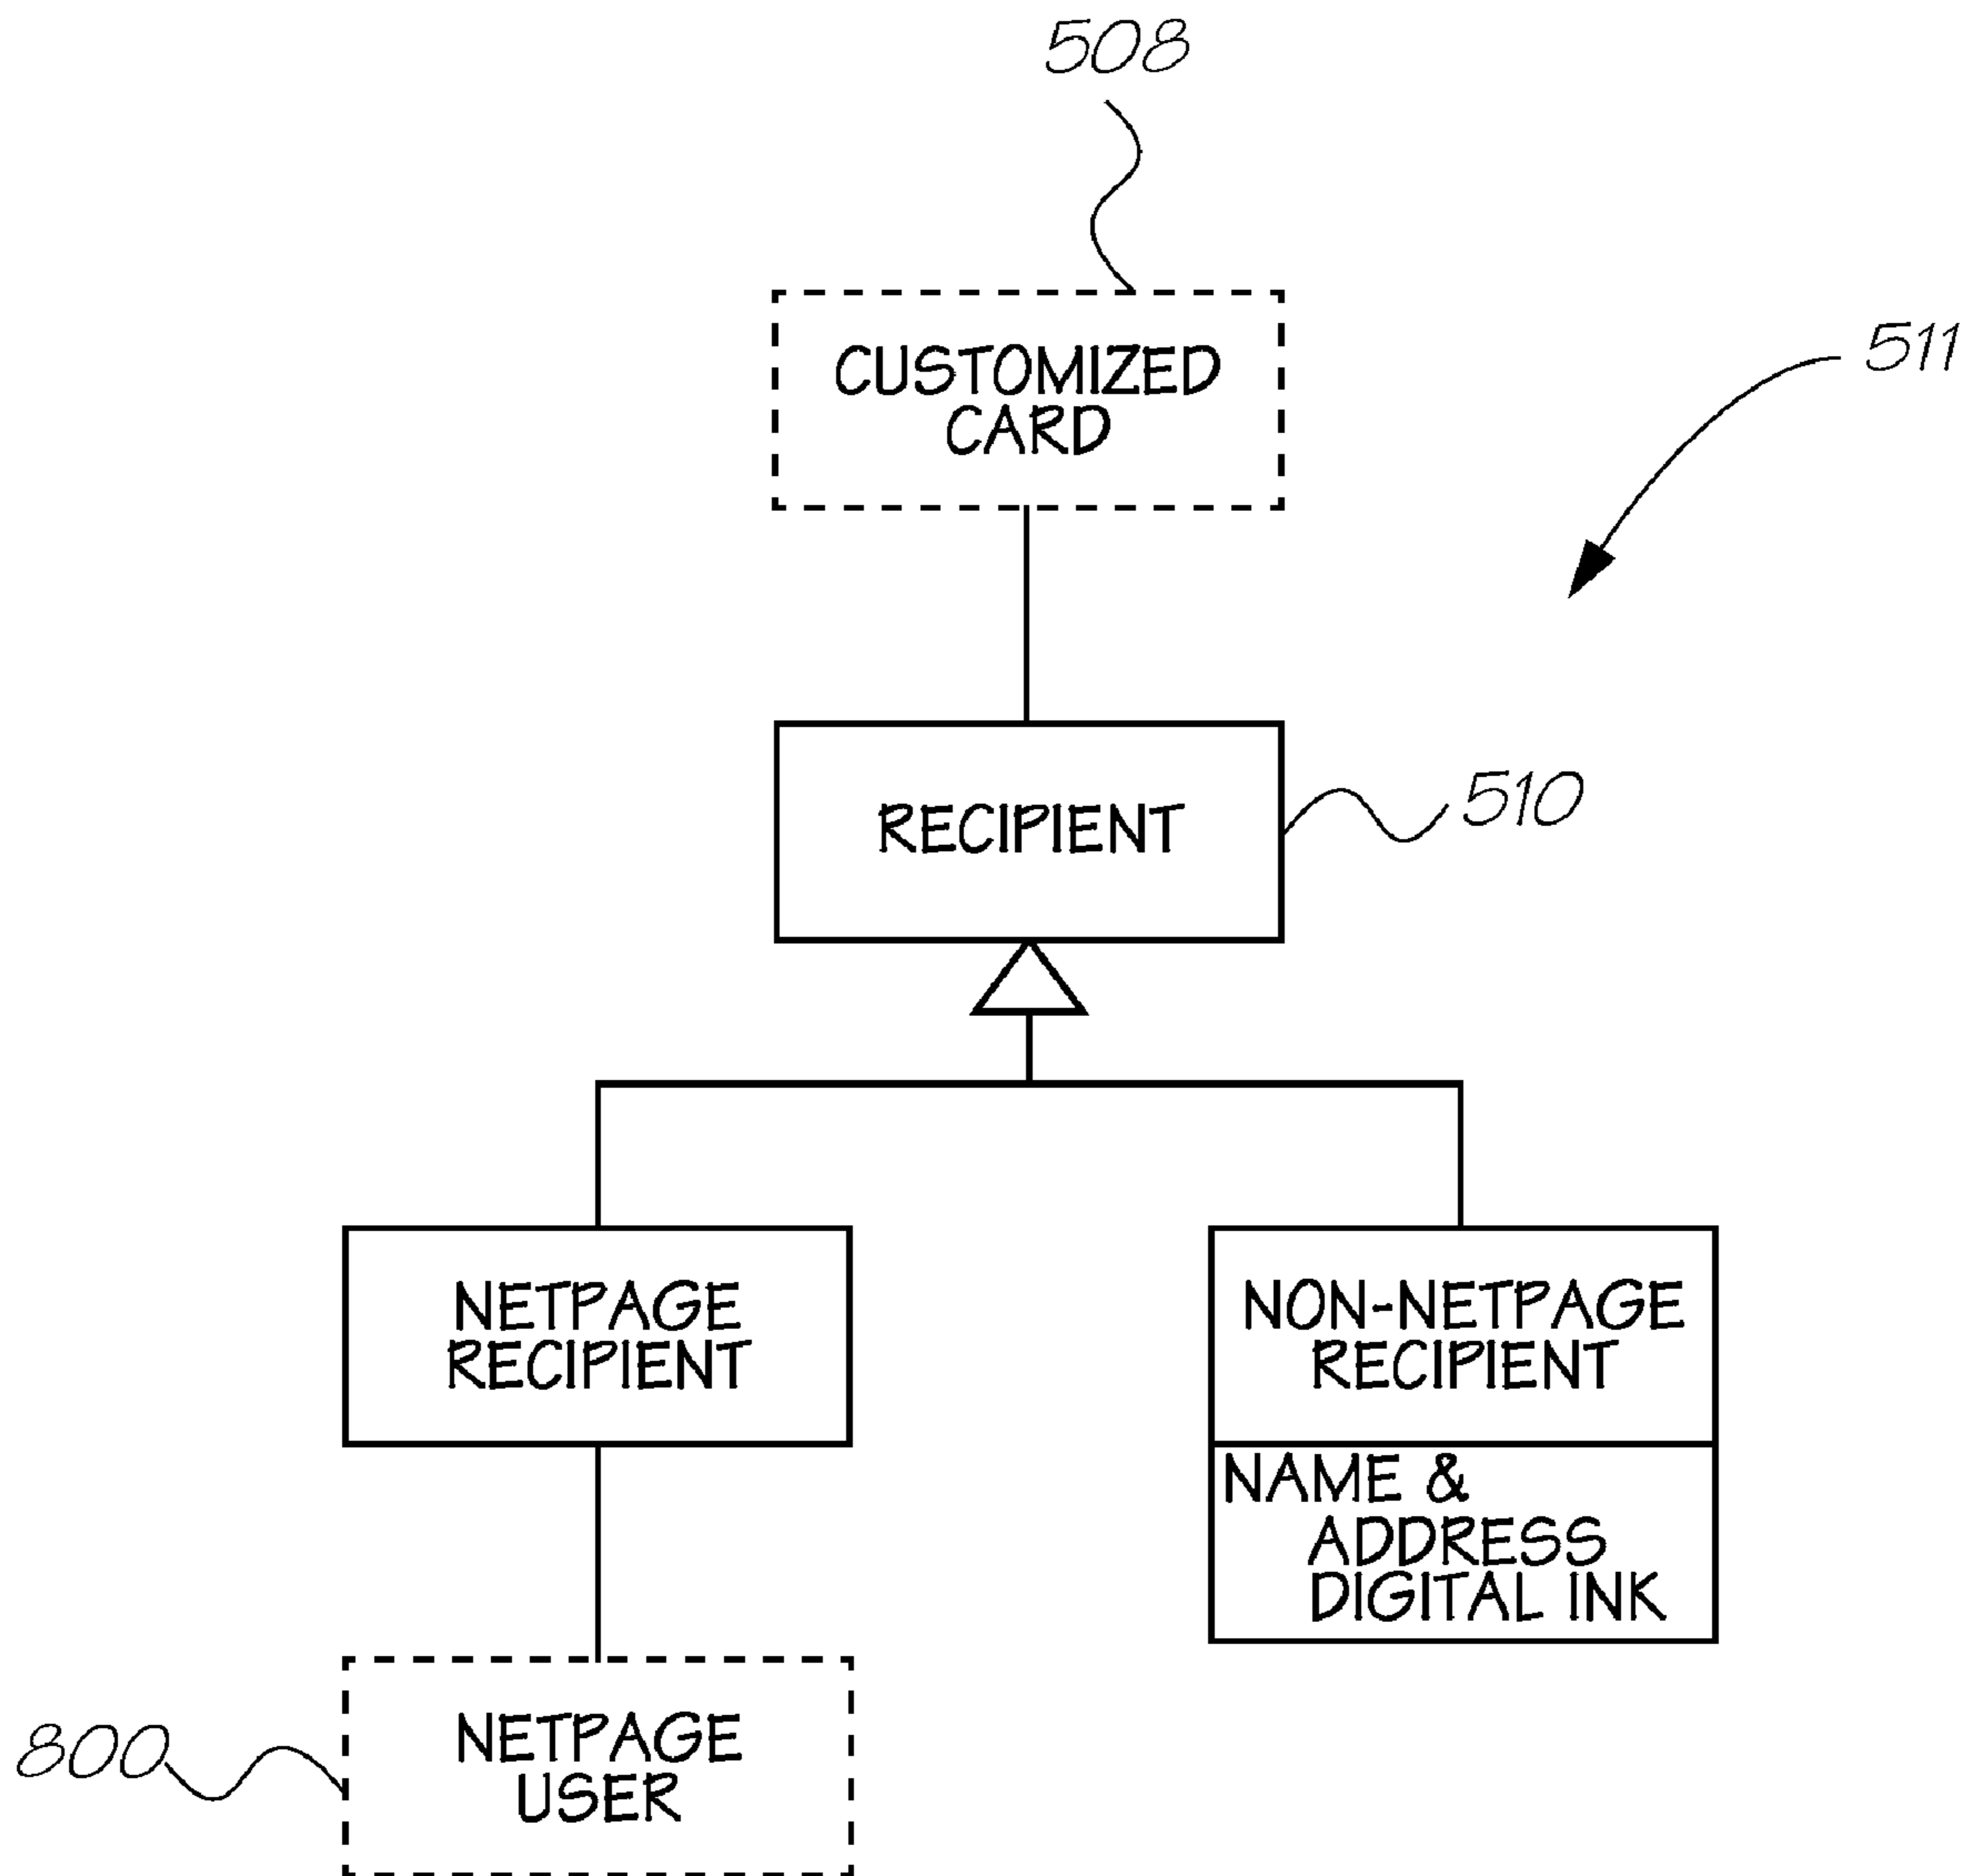 508
CUSTOMIZED
CARD
511
RECIPIENT
510
NETPAGE
RECIPIENT
NON-NETPAGE
RECIPIENT
NAME &
ADDRESS
DIGITAL INK
800
NETPAGE
USER